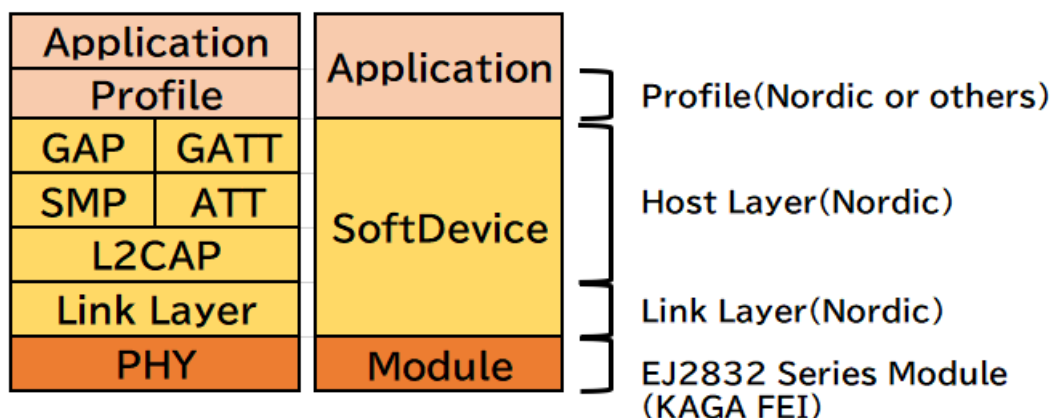 Application
Profile
GAP GATT
SMP ATT
L2CAP
Link Layer
PHY
Application
SoftDevice
Module
Profile(Nordic or others)
Host Layer(Nordic)
Link Layer(Nordic)
EJ2832 Series Module
(KAGA FEI)